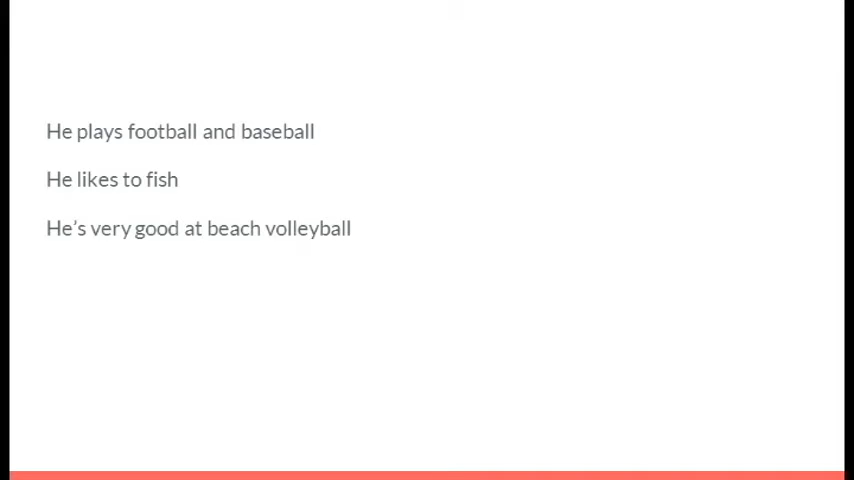 He plays football and baseball
He likes to fish
He’s very good at beach volleyball